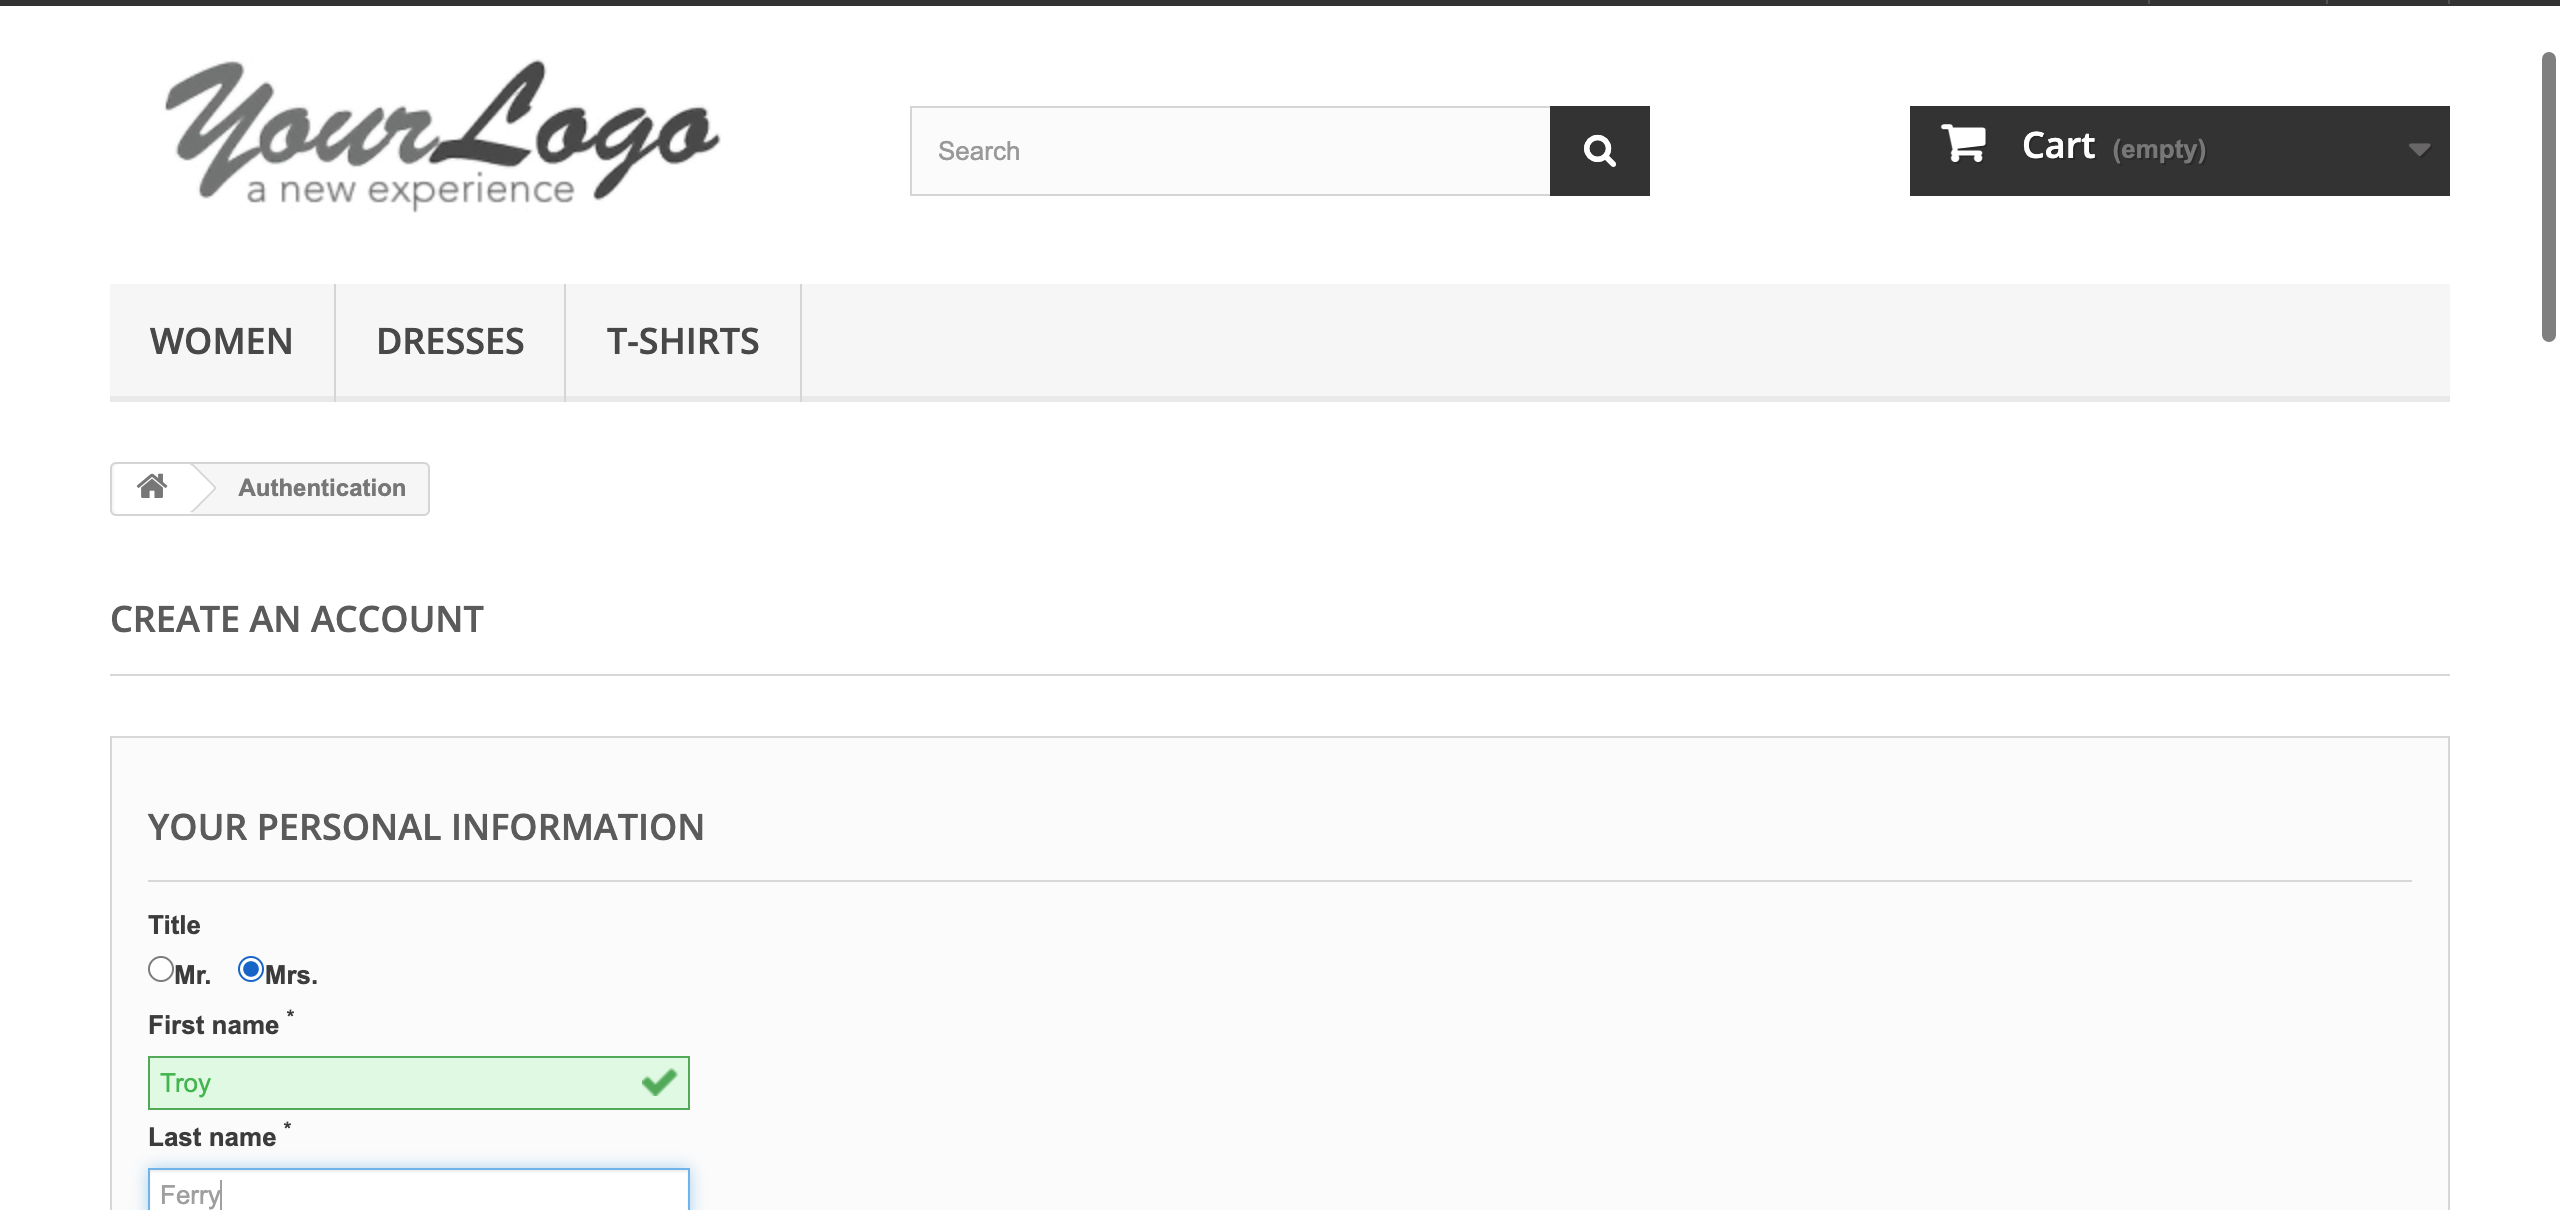 YourLogo
a new experience
Search
Cart (empty)
WOMEN DRESSES T-SHIRTS
Authentication
CREATE AN ACCOUNT
YOUR PERSONAL INFORMATION
Title
Mr. Mrs.
First name *
Troy
Last name *
Ferry